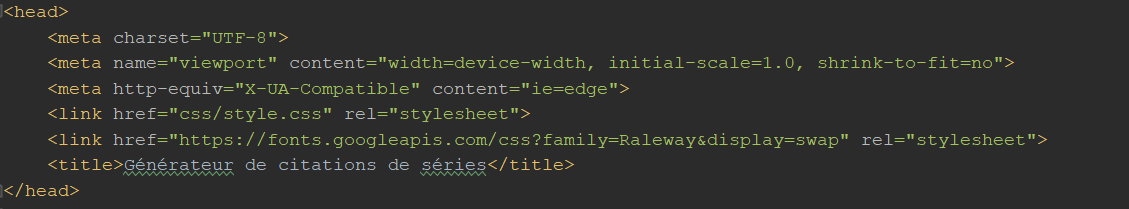 <head>
<meta charset="UTF-8">
<meta name="viewport" content="width=device-width, initial-scale=1.0, shrink-to-fit=no">
<meta http-equiv="X-UA-Compatible" content="ie=edge">
<link href="css/style.css" rel="stylesheet">
<link href="https://fonts.googleapis.com/css?family=Raleway&display=swap" rel="stylesheet">
<title>Générateur de citations de séries</title>
</head>